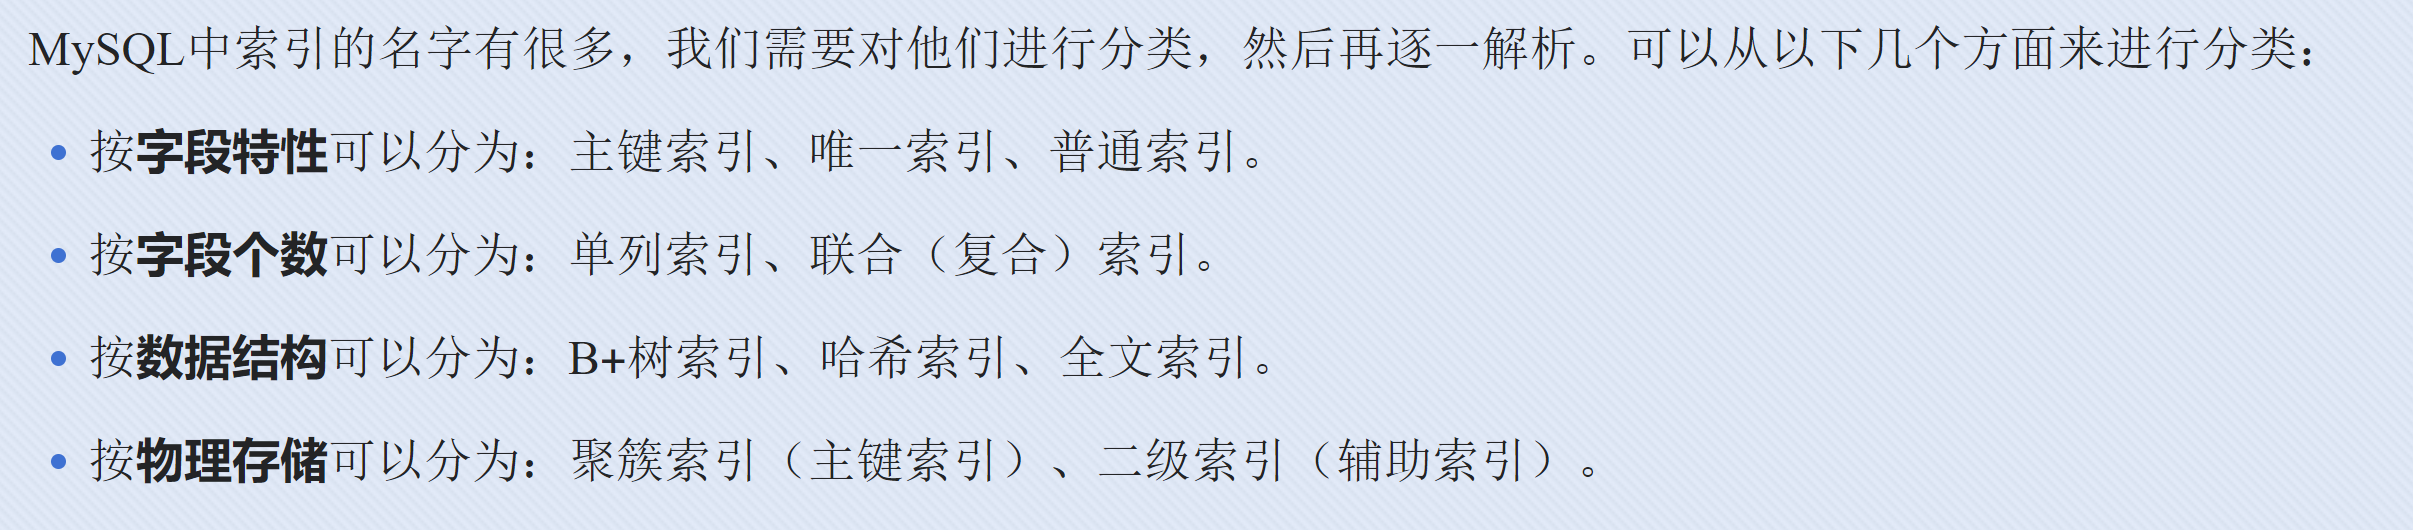 MySQL中索引的名字有很多，我们需要对他们进行分类，然后再逐一解析。可以从以下几个方面来进行分类：
• 按字段特性可以分为：主键索引、唯一索引、普通索引。
• 按字段个数可以分为：单列索引、联合（复合）索引。
• 按数据结构可以分为：B+树索引、哈希索引、全文索引。
• 按物理存储可以分为：聚簇索引（主键索引）、二级索引（辅助索引）。